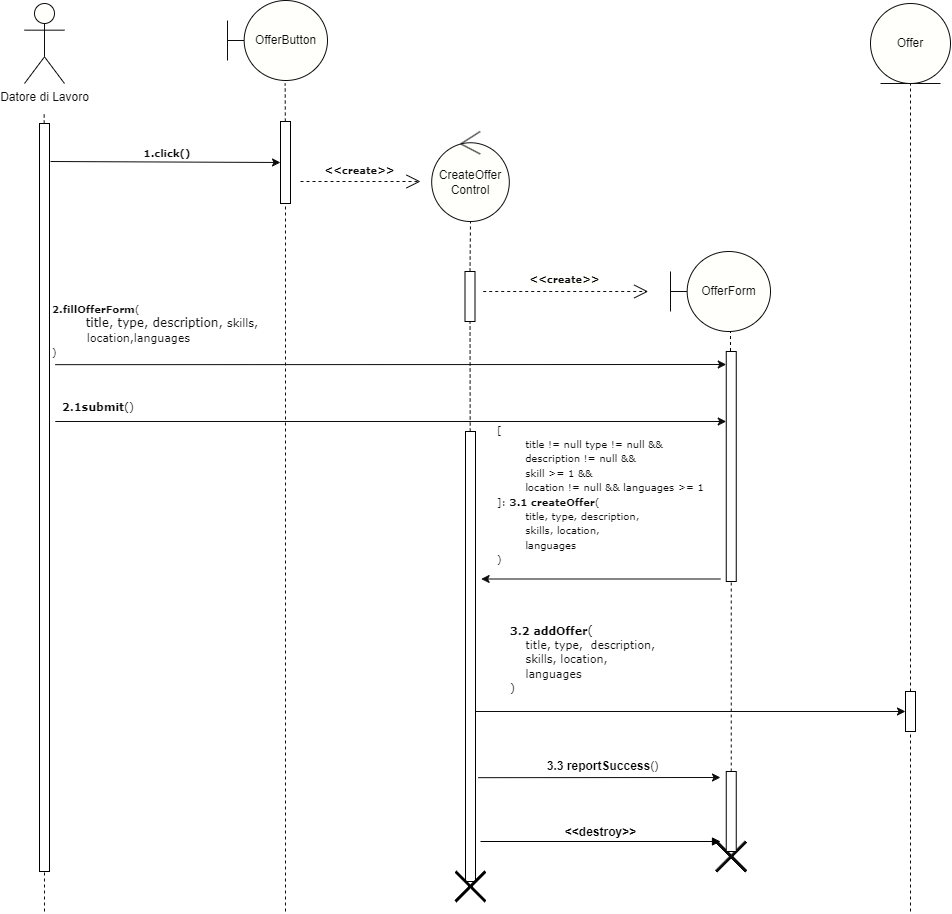 OfferButton
Offer
Datore di Lavoro
1.click()
<<create>>
CreateOffer
Control
<<create>>
OfferForm
2.fillOfferForm(
title, type, description, skills,
location,languages
)
2.1submit()
[
title != null type != null &&
description != null &&
skill >= 1 &&
location != null && languages >= 1
]: 3.1 createOffer(
title, type, description,
skills, location,
languages
)
3.2 addOffer(
title, type, description,
skills, location,
languages
)
3.3 reportSuccess()
<<destroy>>